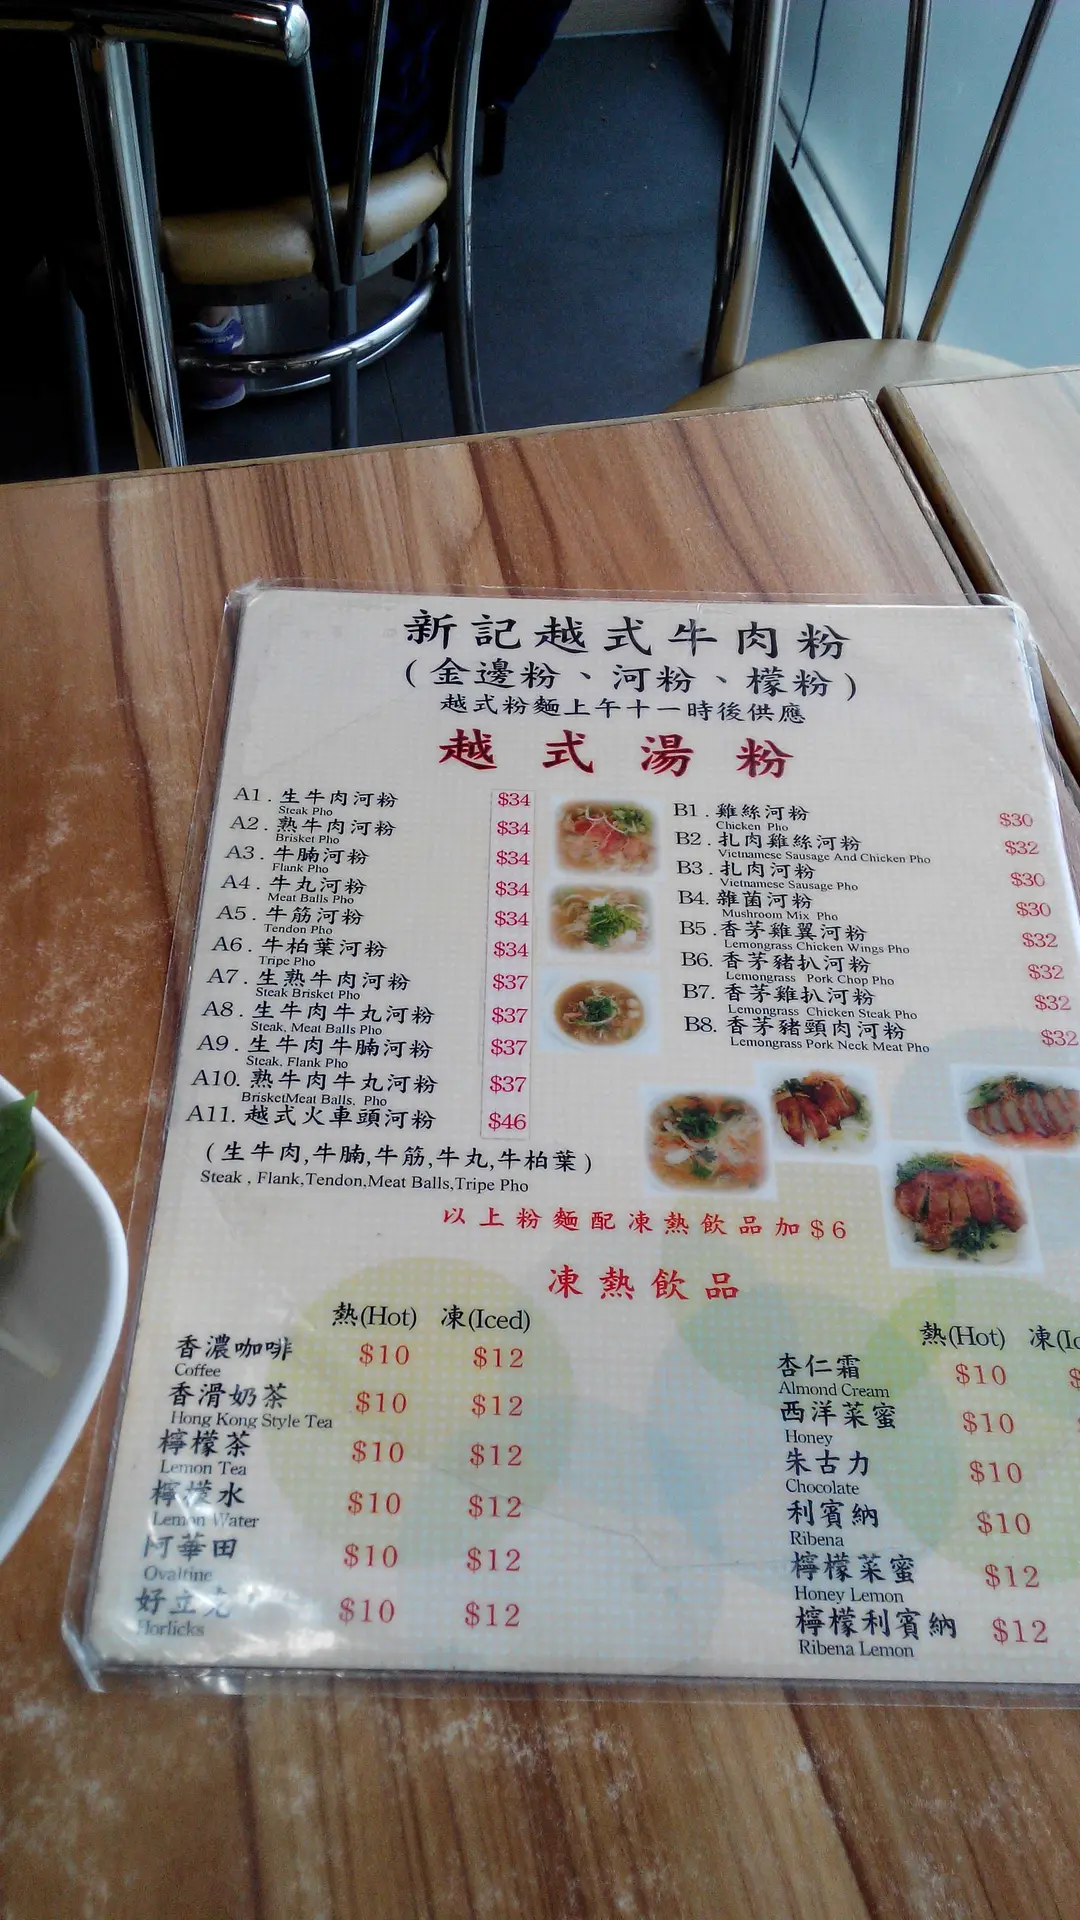 新記越式牛肉粉
(金邊粉、河粉、檬粉)
越式粉麵上午十一時後供應
越式湯粉
A1. 生牛肉河粉 $34
Steak Pho
A2. 熟牛肉河粉 $34
Brisket Pho
A3. 牛腩河粉 $34
Flank Pho
A4. 牛丸河粉 $34
Meat Balls Pho
A5. 牛筋河粉 $34
Tendon Pho
A6. 牛柏葉河粉 $34
Tripe Pho
A7. 生熟牛肉河粉 $37
Steak Brisket Pho
A8. 生牛肉牛丸河粉 $37
Steak, Meat Balls Pho
A9. 生牛肉牛腩河粉 $37
Steak, Flank Pho
A10. 熟牛肉牛丸河粉 $37
BrisketMeat Balls, Pho
A11. 越式火車頭河粉 $46
(生牛肉,牛腩,牛筋,牛丸,牛柏葉)
Steak , Flank,Tendon,Meat Balls,Tripe Pho
B1. 雞絲河粉 $30
Chicken Pho
B2. 扎肉雞絲河粉 $32
Vietnamese Sausage And Chicken Pho
B3. 扎肉河粉 $30
Vietnamese Sausage Pho
B4. 雜菌河粉 $30
Mushroom Mix Pho
B5. 香茅雞翼河粉 $32
Lemongrass Chicken Wings Pho
B6. 香茅豬扒河粉 $32
Lemongrass Pork Chop Pho
B7. 香茅雞扒河粉 $32
Lemongrass Chicken Steak Pho
B8. 香茅豬頸肉河粉 $32
Lemongrass Pork Neck Meat Pho
以上粉麵配凍熱飲品加$6
凍熱飲品
熱(Hot) 凍(Iced)
香濃咖啡 $10 $12
Coffee
香滑奶茶 $10 $12
Hong Kong Style Tea
檸檬茶 $10 $12
Lemon Tea
檸檬水 $10 $12
Lemon Water
阿華田 $10 $12
Ovaltine
好立克 $10 $12
Horlicks
熱(Hot) 凍(Ic
杏仁霜 $10 $
Almond Cream
西洋菜蜜 $10
Honey
朱古力 $10
Chocolate
利賓納 $10
Ribena
檸檬菜蜜 $12
Honey Lemon
檸檬利賓納 $12
Ribena Lemon